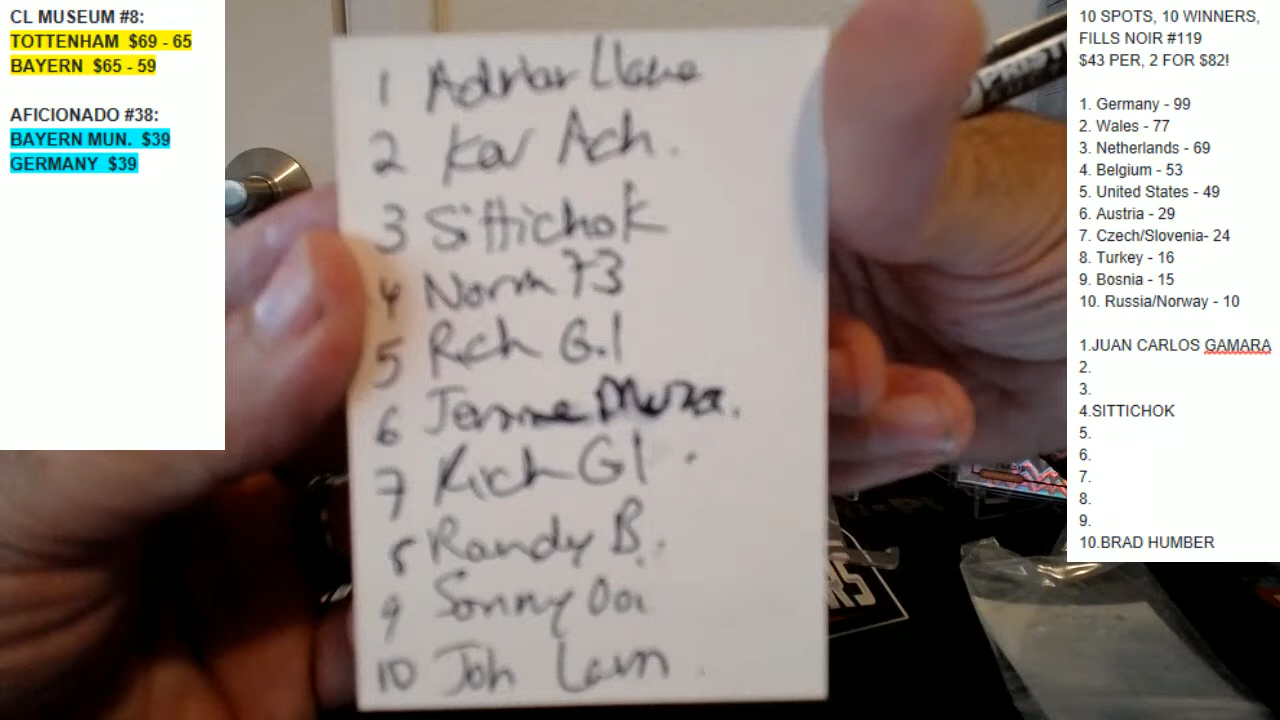 CL MUSEUM #8:
TOTTENHAM $69 - 65
BAYERN $65 - 59
AFICIONADO #38:
BAYERN MUN. $39
GERMANY $39
1 Adrian Llane
2 Kar Ach.
3 Sittichok
4 Norm 73
5 Rich G.1
6 Jerome Muza.
7 Rich G1.
8 Randy B.
9 Sonny Ooi
10 Joh Lam.
10 SPOTS, 10 WINNERS,
FILLS NOIR #119
$43 PER, 2 FOR $82!
1. Germany - 99
2. Wales - 77
3. Netherlands - 69
4. Belgium - 53
5. United States - 49
6. Austria - 29
7. Czech/Slovenia- 24
8. Turkey - 16
9. Bosnia - 15
10. Russia/Norway - 10
1.JUAN CARLOS GAMARA
2.
3.
4.SITTICHOK
5.
6.
7.
8.
9.
10.BRAD HUMBER